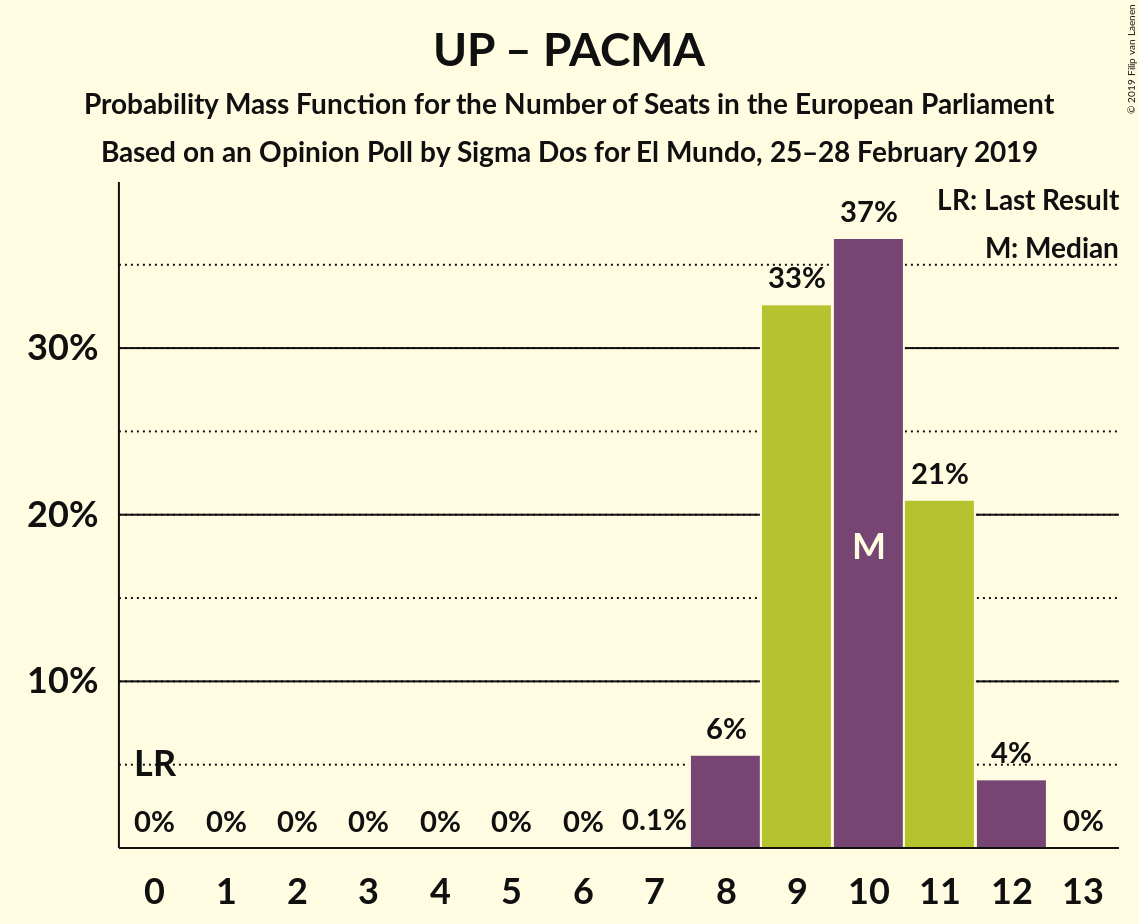 UP – PACMA
Probability Mass Function for the Number of Seats in the European Parliament
Based on an Opinion Poll by Sigma Dos for El Mundo, 25–28 February 2019
© 2019 Filip van Laenen
LR: Last Result
M: Median
37%
33%
30%
21%
20%
M
10%
6%
4%
LR
0% 0% 0% 0% 0% 0% 0% 0.1% 0%
0 1 2 3 4 5 6 7 8 9 10 11 12 13